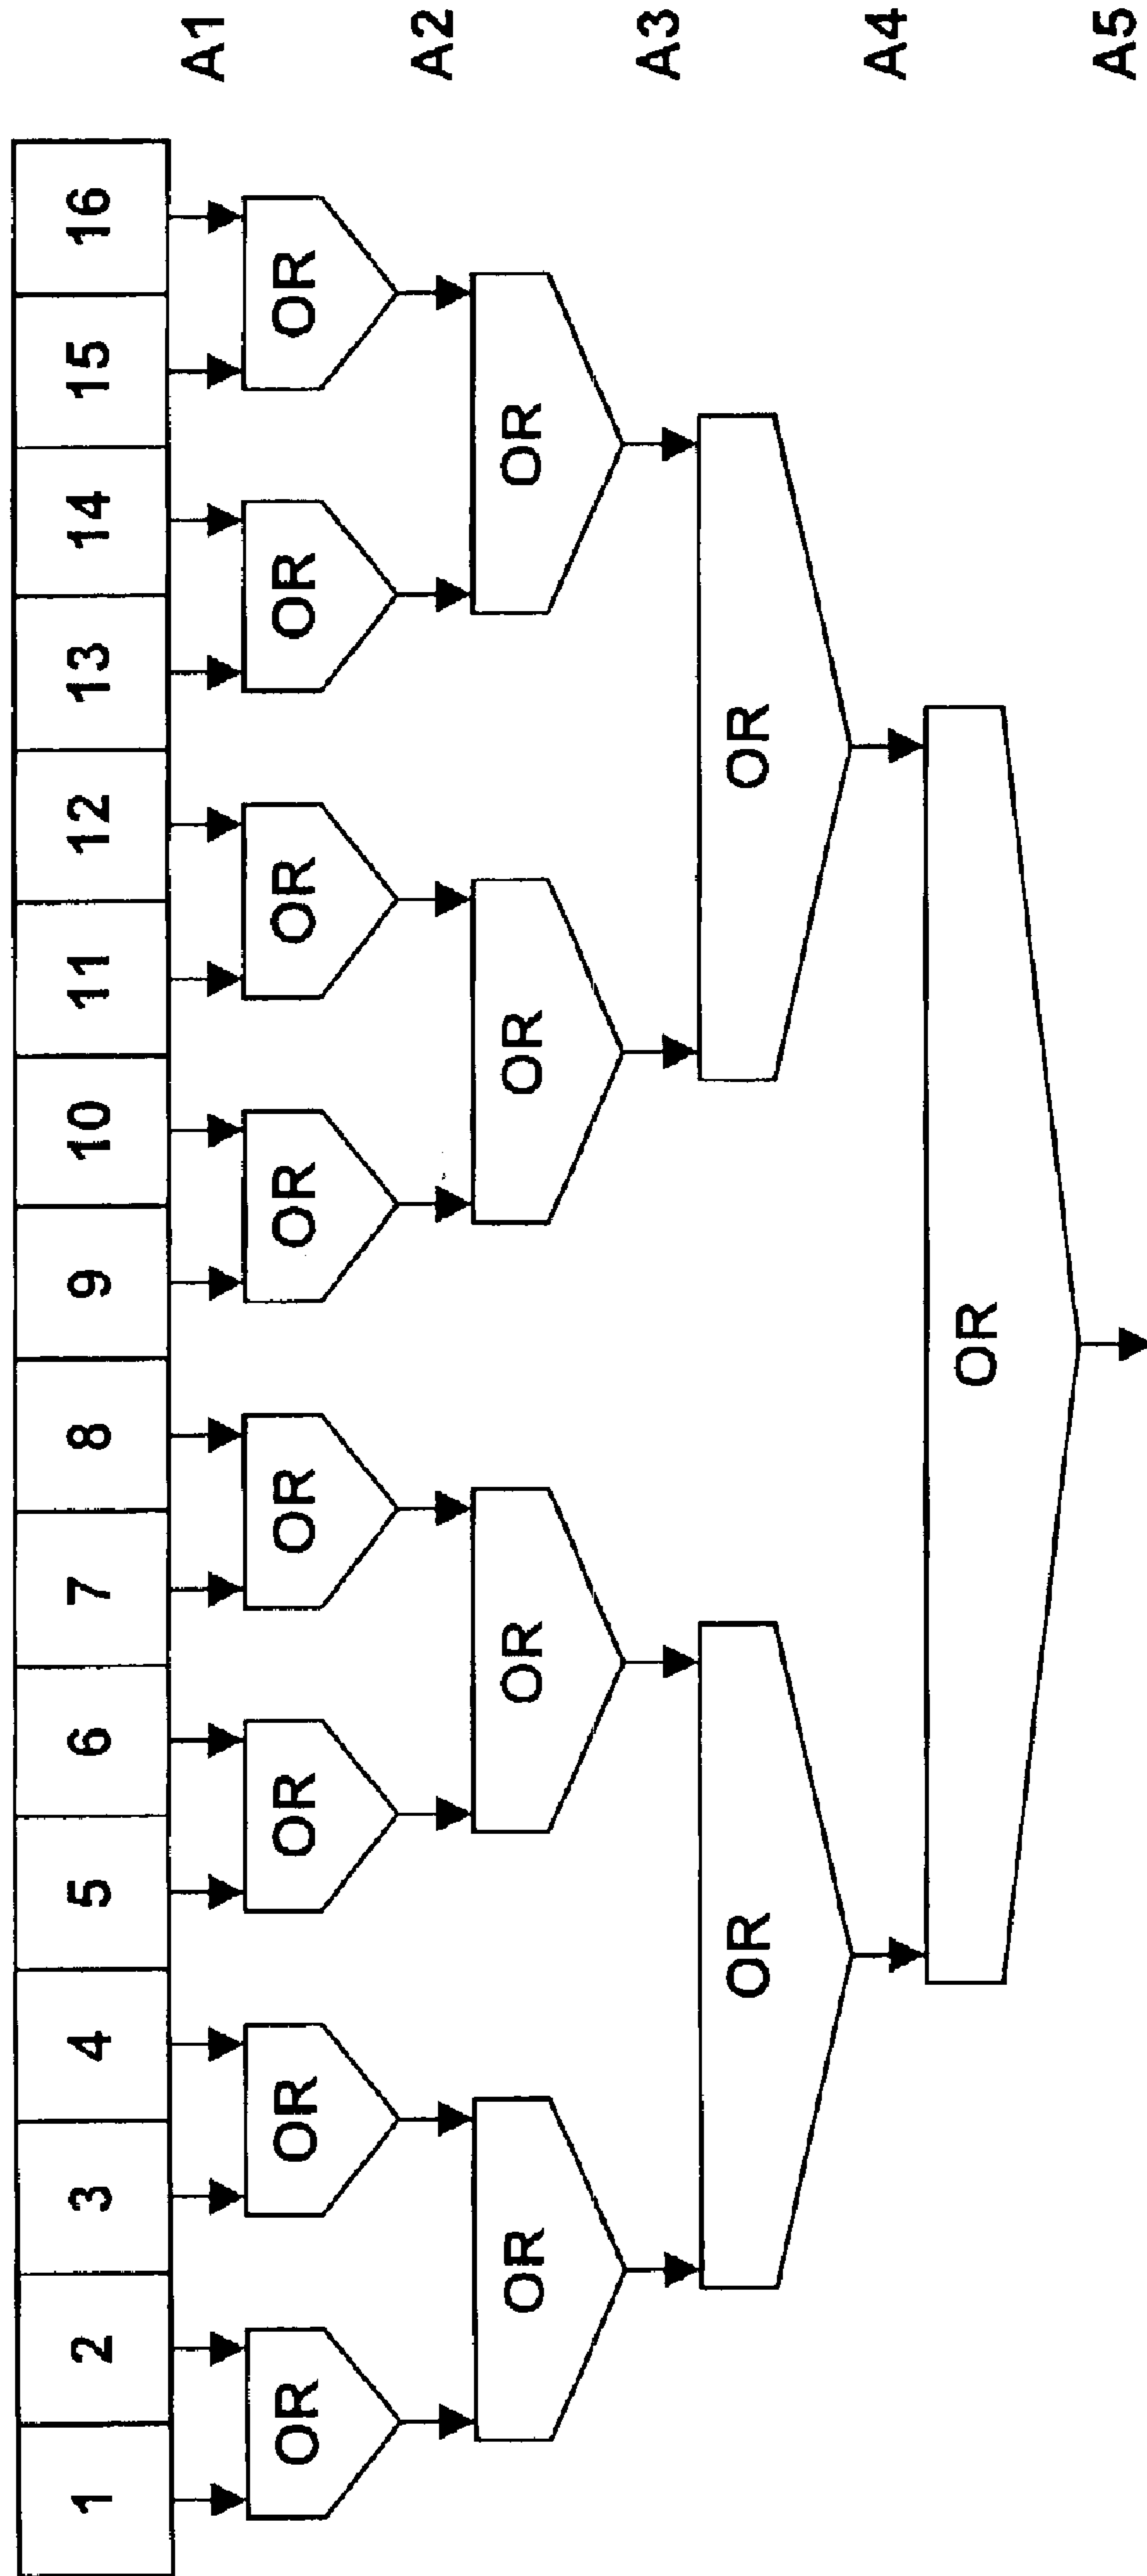 1 2 3 4 5 6 7 8 9 10 11 12 13 14 15 16
A1
OR OR OR OR OR OR OR OR
A2
OR OR OR OR
A3
OR OR
A4
OR
A5